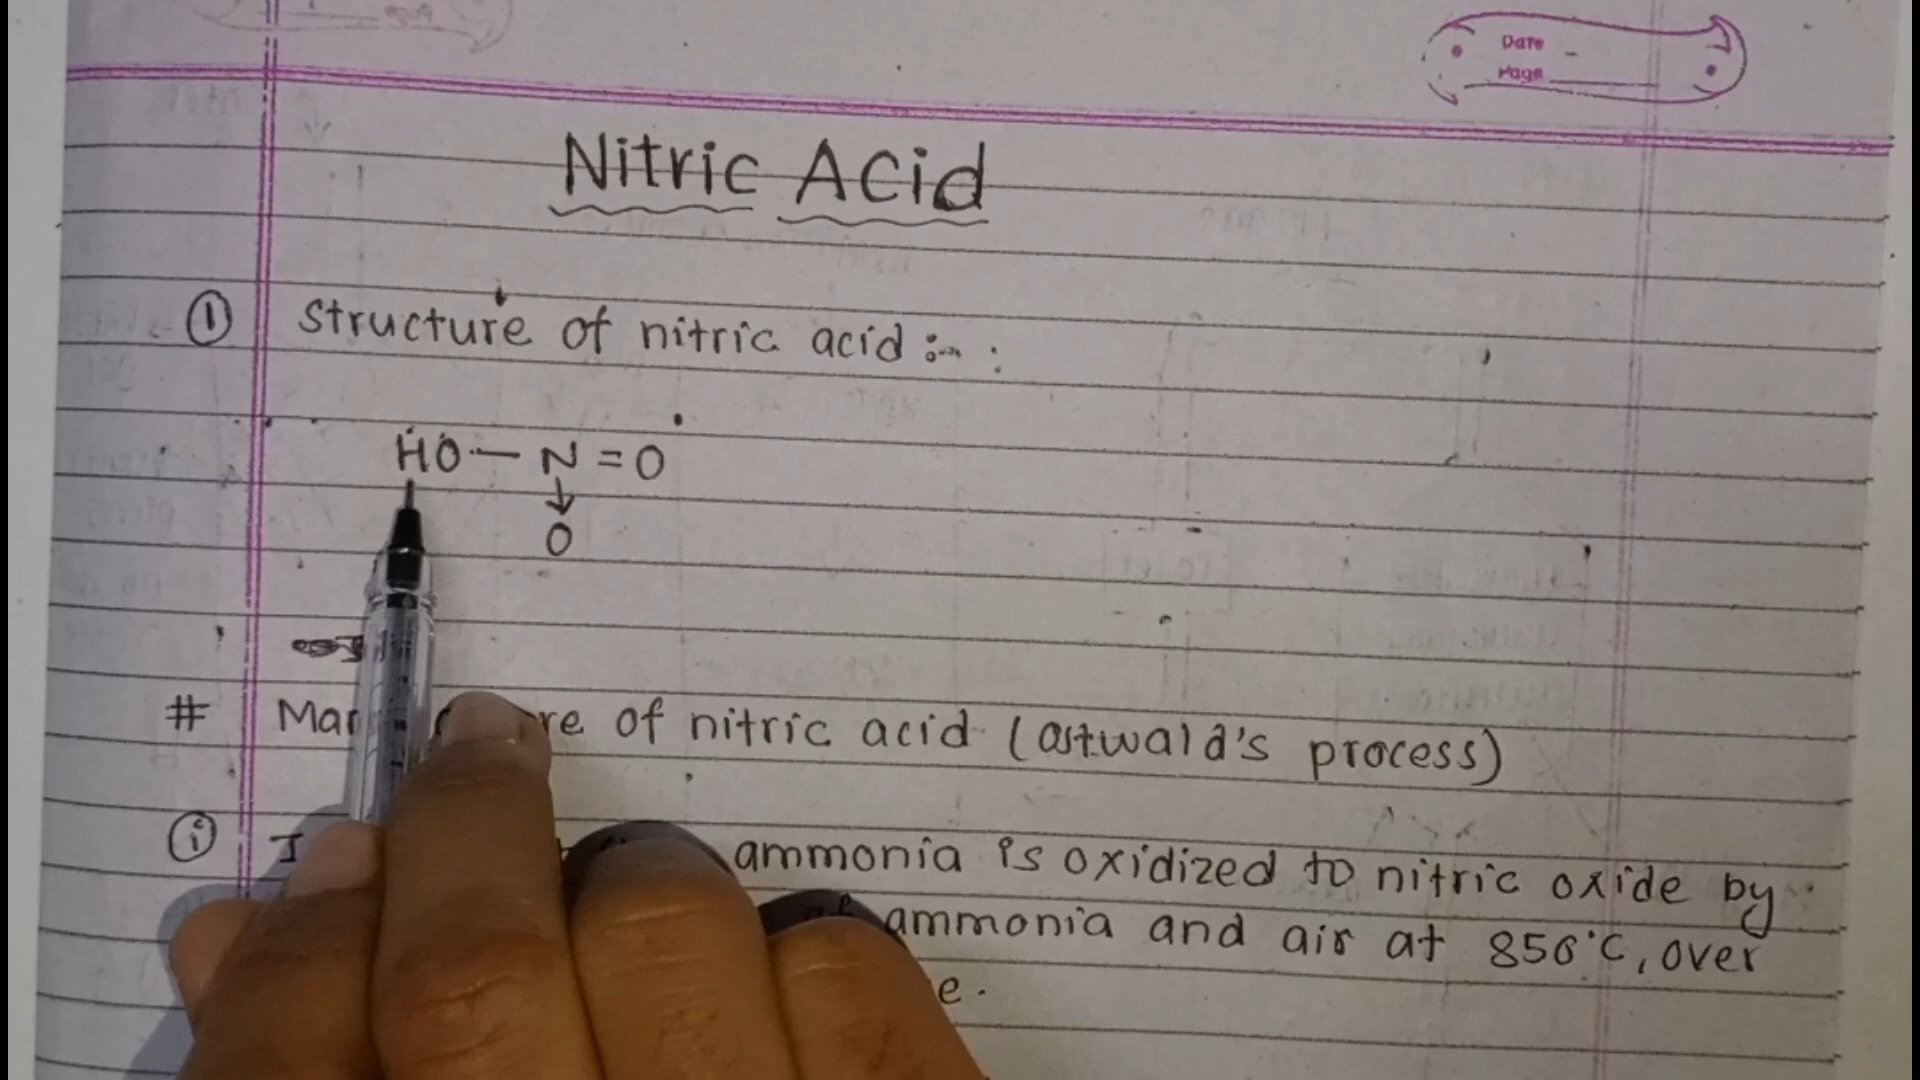 Date
Page
Nitric Acid
① Structure of nitric acid :-
HO — N = O
↓
O
# re of nitric acid (ostwald's process)
(i) I ammonia is oxidized to nitric oxide by
of ammonia and air at 850°C, over
e.